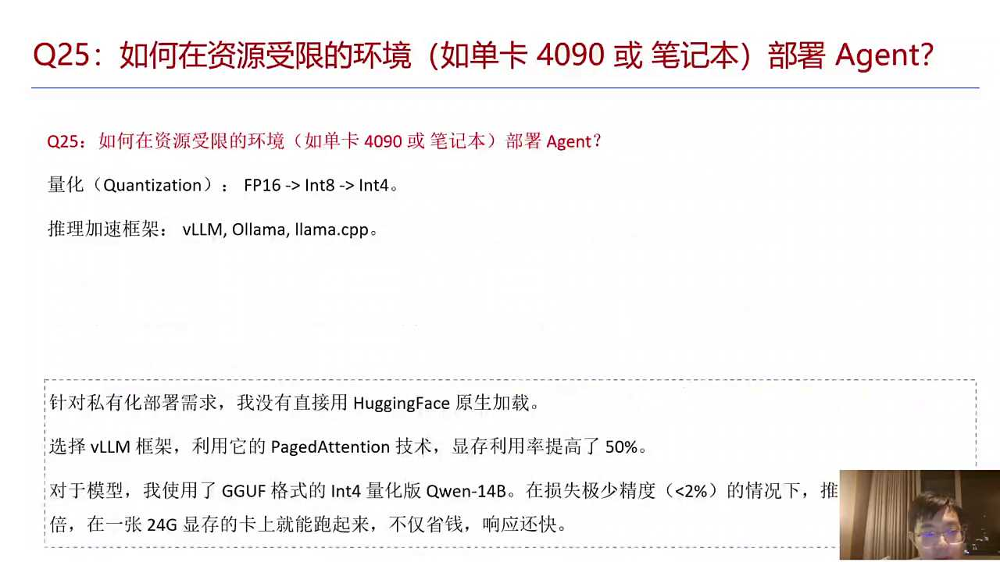 Q25：如何在资源受限的环境（如单卡 4090 或 笔记本）部署 Agent？
Q25：如何在资源受限的环境（如单卡 4090 或 笔记本）部署 Agent？
量化（Quantization）： FP16 -> Int8 -> Int4。
推理加速框架： vLLM, Ollama, llama.cpp。
针对私有化部署需求，我没有直接用 HuggingFace 原生加载。
选择 vLLM 框架，利用它的 PagedAttention 技术，显存利用率提高了 50%。
对于模型，我使用了 GGUF 格式的 Int4 量化版 Qwen-14B。在损失极少精度（<2%）的情况下，推
倍，在一张 24G 显存的卡上就能跑起来，不仅省钱，响应还快。